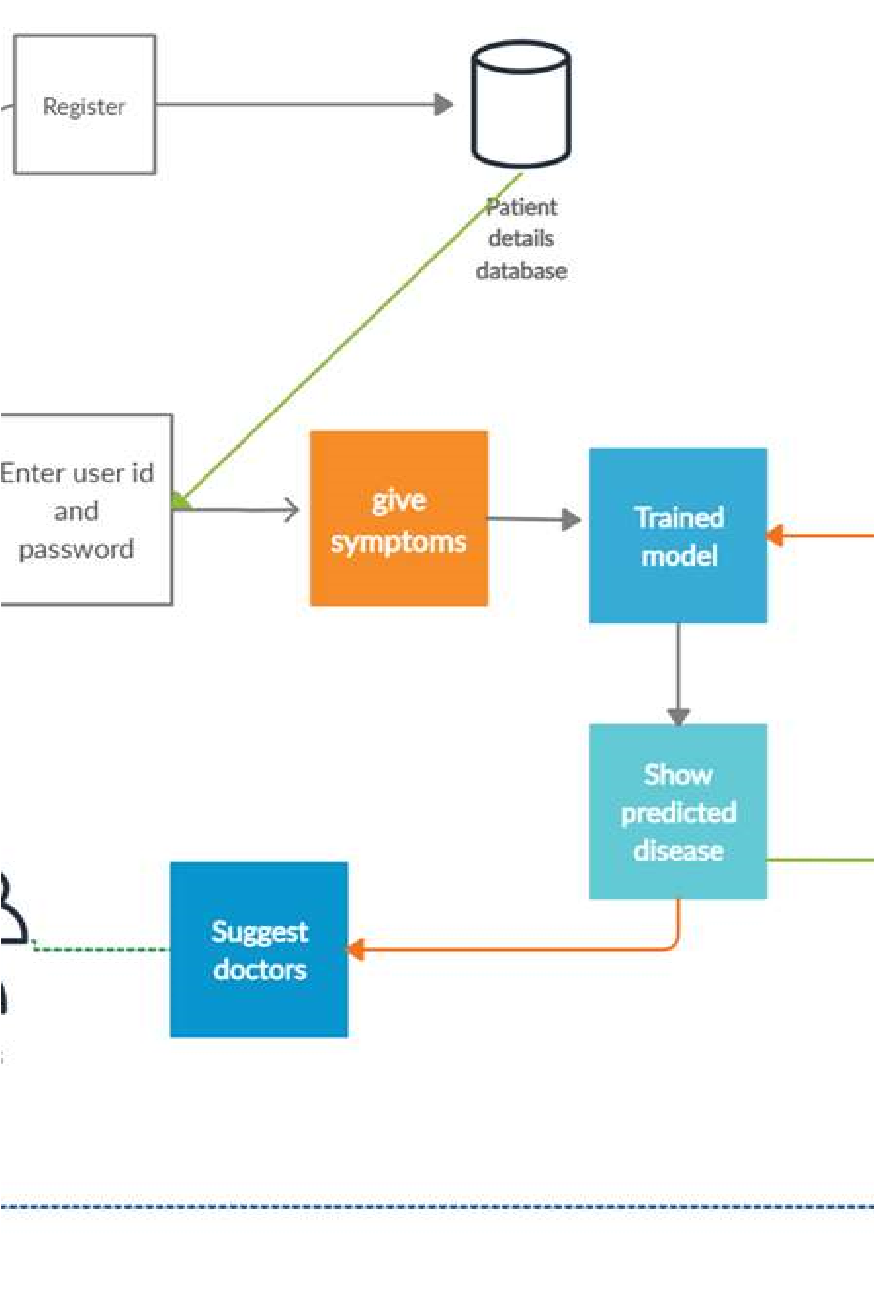 Register
Patient
details
database
Enter user id
and
password
give
symptoms
Trained
model
Show
predicted
disease
Suggest
doctors